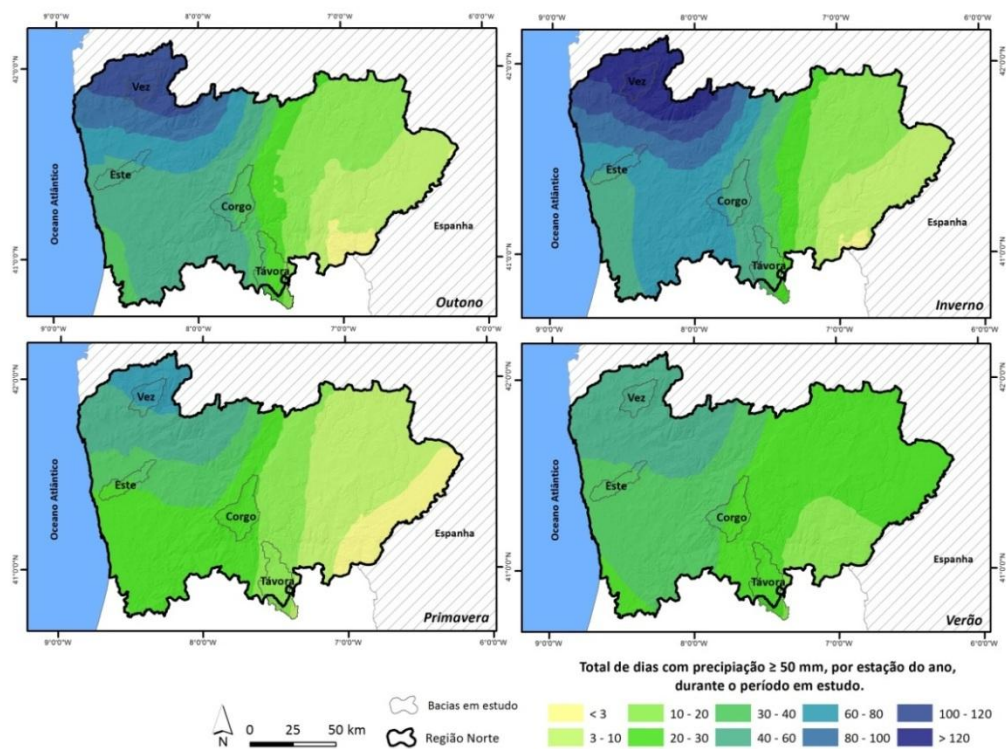 9°0'0"W 8°0'0"W 7°0'0"W 6°0'0"W
9°0'0"W 8°0'0"W 7°0'0"W 6°0'0"W
42°0'0"N
41°0'0"N
Oceano Atlântico
Vez
Este
Corgo
Távora
Espanha
Outono
42°0'0"N
41°0'0"N
Oceano Atlântico
Vez
Este
Corgo
Távora
Espanha
Inverno
9°0'0"W 8°0'0"W 7°0'0"W 6°0'0"W
9°0'0"W 8°0'0"W 7°0'0"W 6°0'0"W
42°0'0"N
41°0'0"N
Oceano Atlântico
Vez
Este
Corgo
Távora
Espanha
Primavera
42°0'0"N
41°0'0"N
Oceano Atlântico
Vez
Este
Corgo
Távora
Espanha
Verão
9°0'0"W 8°0'0"W 7°0'0"W 6°0'0"W
9°0'0"W 8°0'0"W 7°0'0"W 6°0'0"W
N
0 25 50 km
Bacias em estudo
Região Norte
Total de dias com precipiação ≥ 50 mm, por estação do ano,
durante o período em estudo.
< 3 10 - 20 30 - 40 60 - 80 100 - 120
3 - 10 20 - 30 40 - 60 80 - 100 > 120